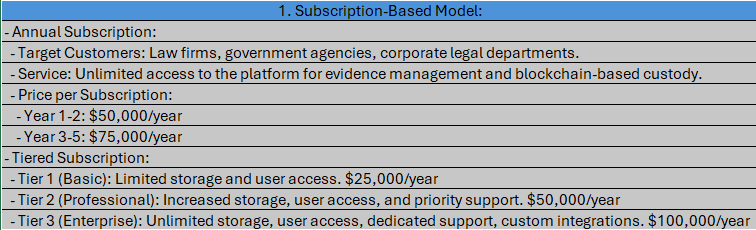 1. Subscription-Based Model:
- Annual Subscription:
- Target Customers: Law firms, government agencies, corporate legal departments.
- Service: Unlimited access to the platform for evidence management and blockchain-based custody.
- Price per Subscription:
- Year 1-2: $50,000/year
- Year 3-5: $75,000/year
- Tiered Subscription:
- Tier 1 (Basic): Limited storage and user access. $25,000/year
- Tier 2 (Professional): Increased storage, user access, and priority support. $50,000/year
- Tier 3 (Enterprise): Unlimited storage, user access, dedicated support, custom integrations. $100,000/year